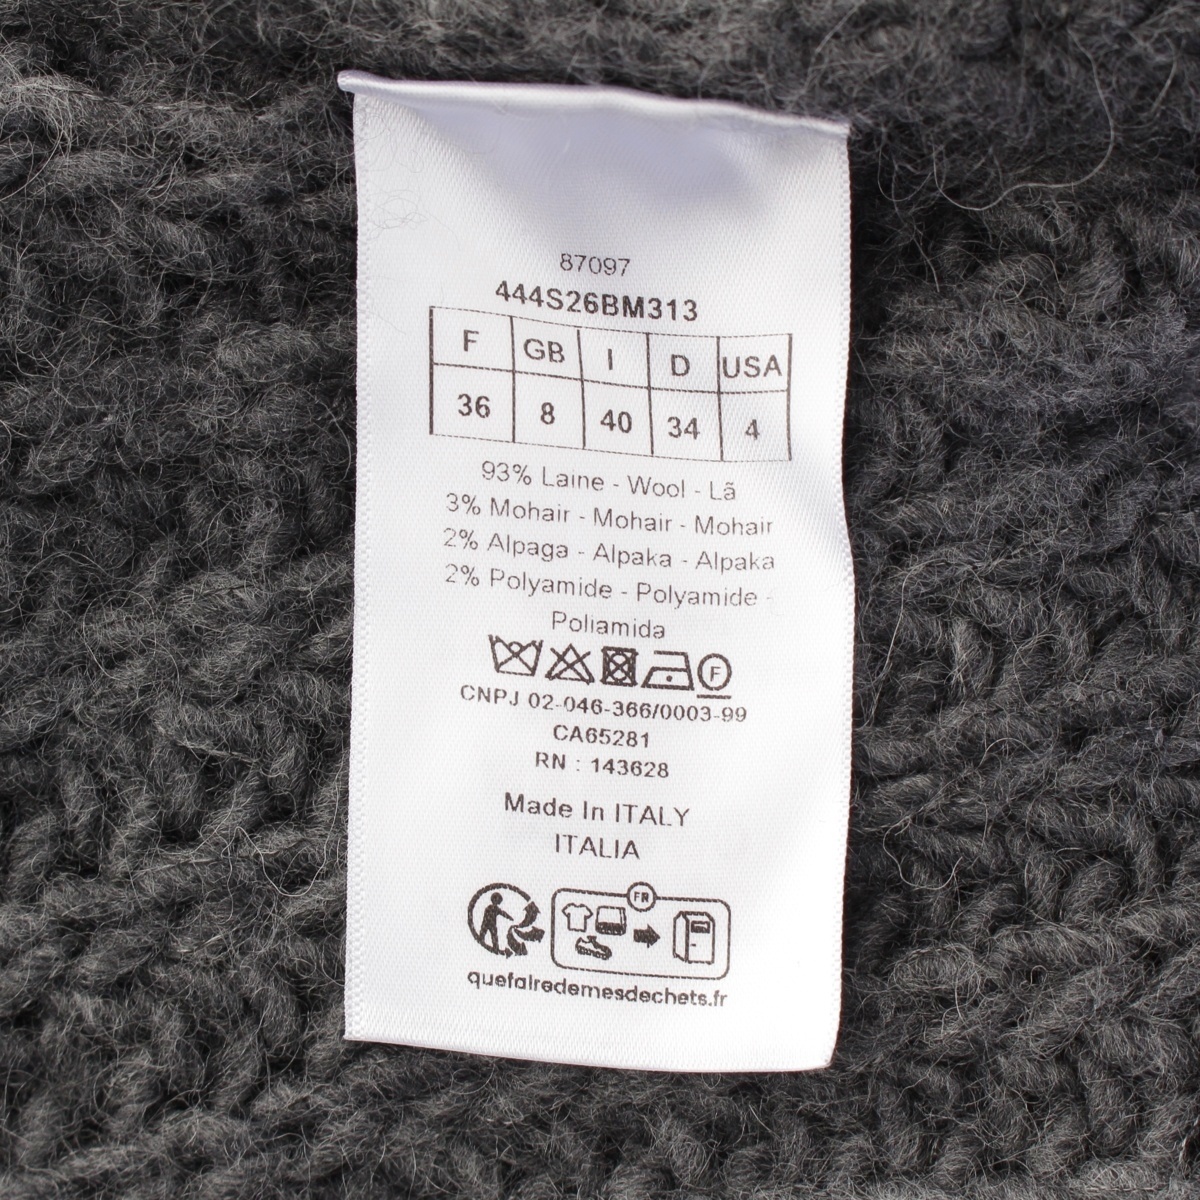 87097
444S26BM313
F GB I D USA
36 8 40 34 4
93% Laine - Wool - Lã
3% Mohair - Mohair - Mohair
2% Alpaga - Alpaka - Alpaka
2% Polyamide - Polyamide -
Poliamida
F
CNPJ 02-046-366/0003-99
CA65281
RN : 143628
Made In ITALY
ITALIA
FR
quefairedemesdechets.fr